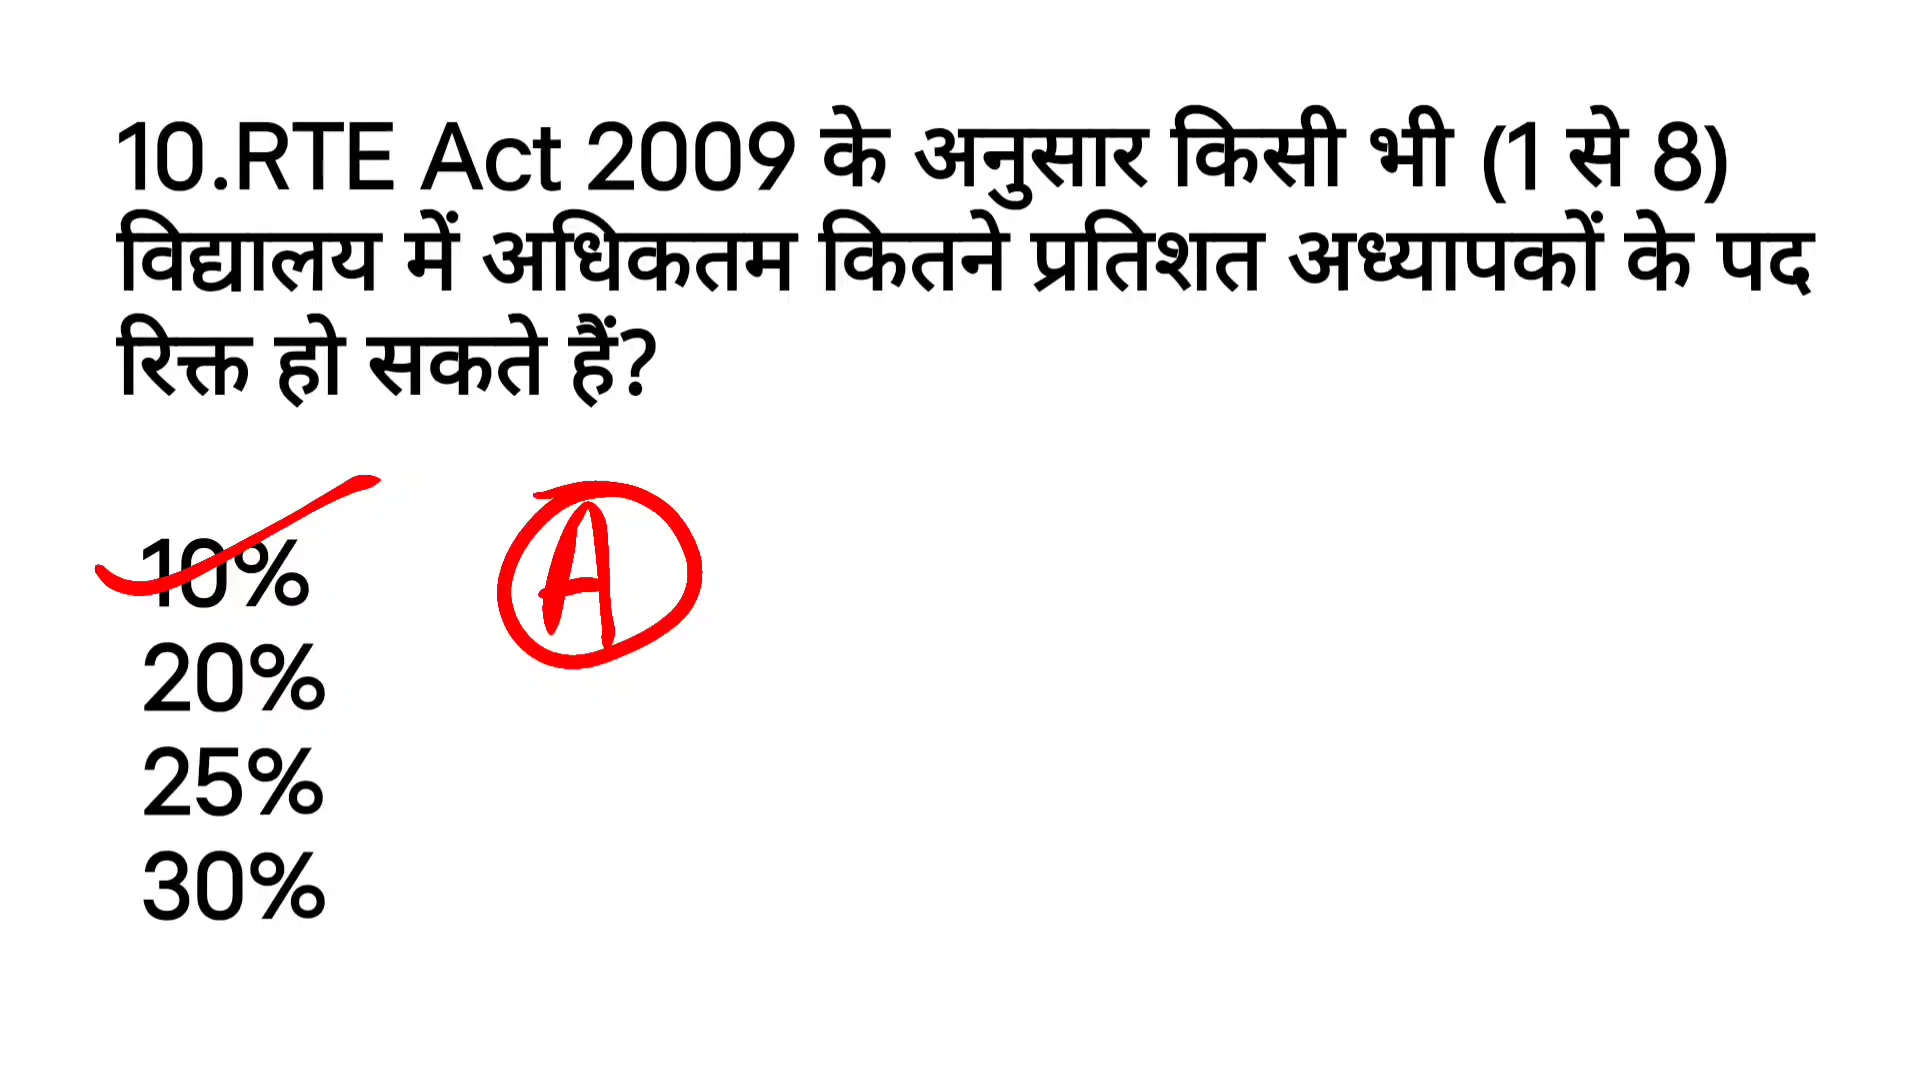 10.RTE Act 2009 के अनुसार किसी भी (1 से 8)
विद्यालय में अधिकतम कितने प्रतिशत अध्यापकों के पद
रिक्त हो सकते हैं?
10%
A
20%
25%
30%